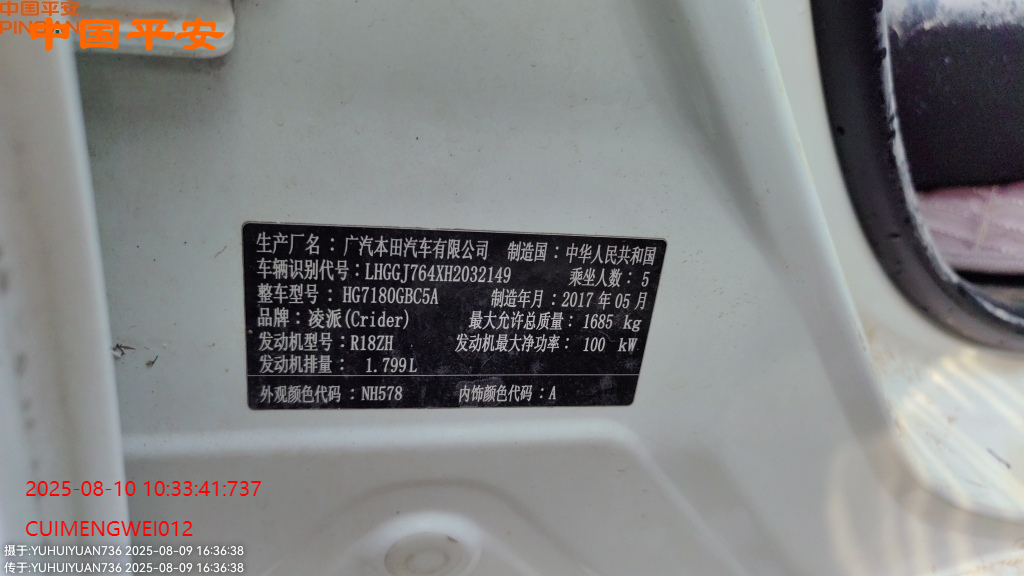 中国平安
PINGAN
中国平安
生产厂名：广汽本田汽车有限公司 制造国：中华人民共和国
车辆识别代号：LHGGJ764XH2032149 乘坐人数：5
整车型号：HG7180GBC5A 制造年月：2017年05月
品牌：凌派(Crider) 最大允许总质量：1685 kg
发动机型号：R18ZH 发动机最大净功率：100 kW
发动机排量：1.799L
外观颜色代码：NH578 内饰颜色代码：A
2025-08-10 10:33:41:737
CUIMENGWEI012
摄于:YUHUIYUAN736 2025-08-09 16:36:38
传于:YUHUIYUAN736 2025-08-09 16:36:38